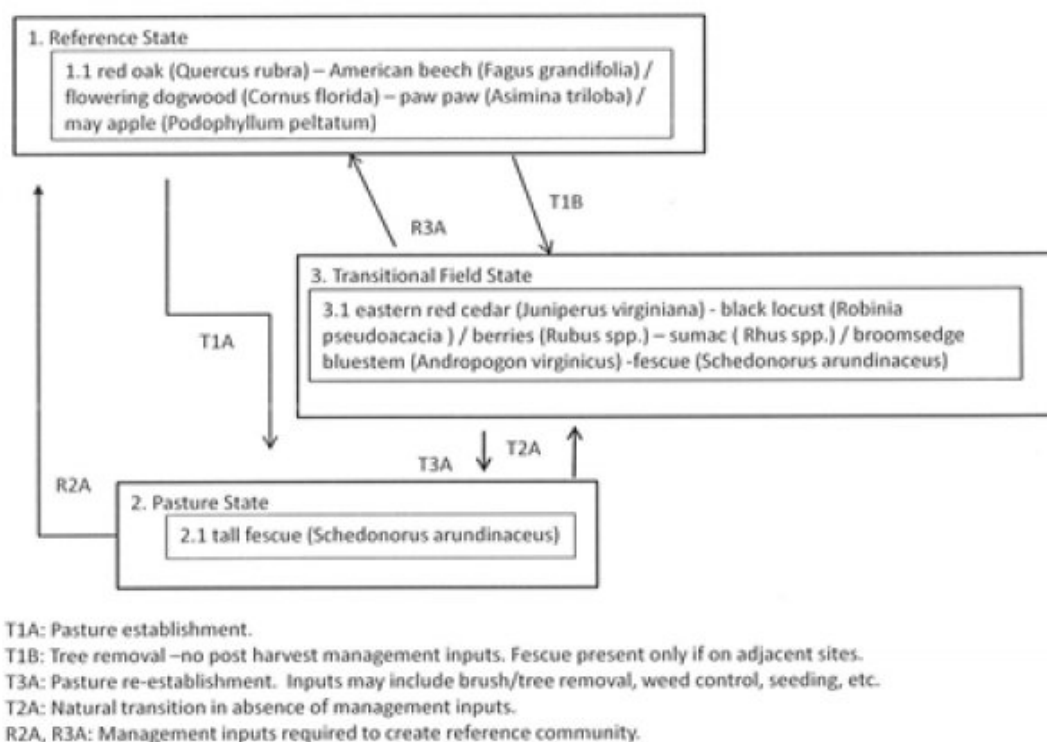 1. Reference State
1.1 red oak (Quercus rubra) – American beech (Fagus grandifolia) /
flowering dogwood (Cornus florida) – paw paw (Asimina triloba) /
may apple (Podophyllum peltatum)
R3A
T1B
3. Transitional Field State
3.1 eastern red cedar (Juniperus virginiana) - black locust (Robinia
pseudoacacia ) / berries (Rubus spp.) – sumac ( Rhus spp.) / broomsedge
bluestem (Andropogon virginicus) -fescue (Schedonorus arundinaceus)
T1A
T3A
T2A
R2A
2. Pasture State
2.1 tall fescue (Schedonorus arundinaceus)
T1A: Pasture establishment.
T1B: Tree removal –no post harvest management inputs. Fescue present only if on adjacent sites.
T3A: Pasture re-establishment.  Inputs may include brush/tree removal, weed control, seeding, etc.
T2A: Natural transition in absence of management inputs.
R2A, R3A: Management inputs required to create reference community.